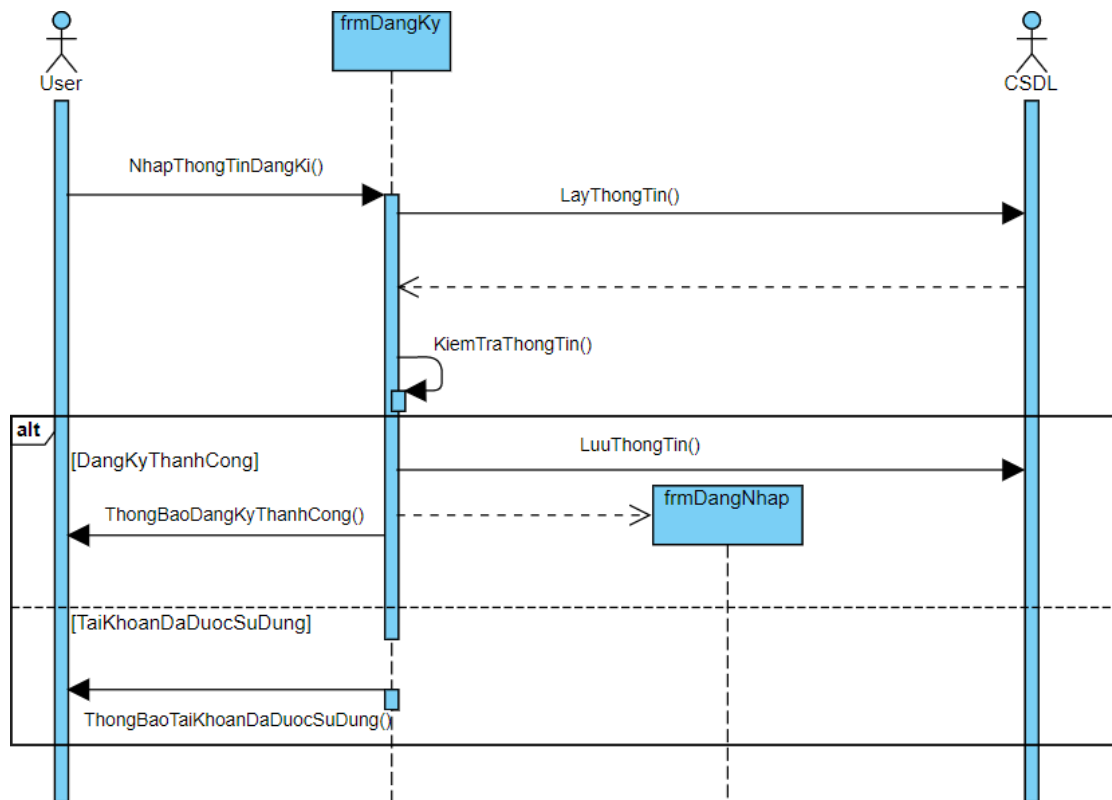 frmDangKy
User
CSDL
NhapThongTinDangKi()
LayThongTin()
KiemTraThongTin()
alt
LuuThongTin()
[DangKyThanhCong]
frmDangNhap
ThongBaoDangKyThanhCong()
[TaiKhoanDaDuocSuDung]
ThongBaoTaiKhoanDaDuocSuDung()